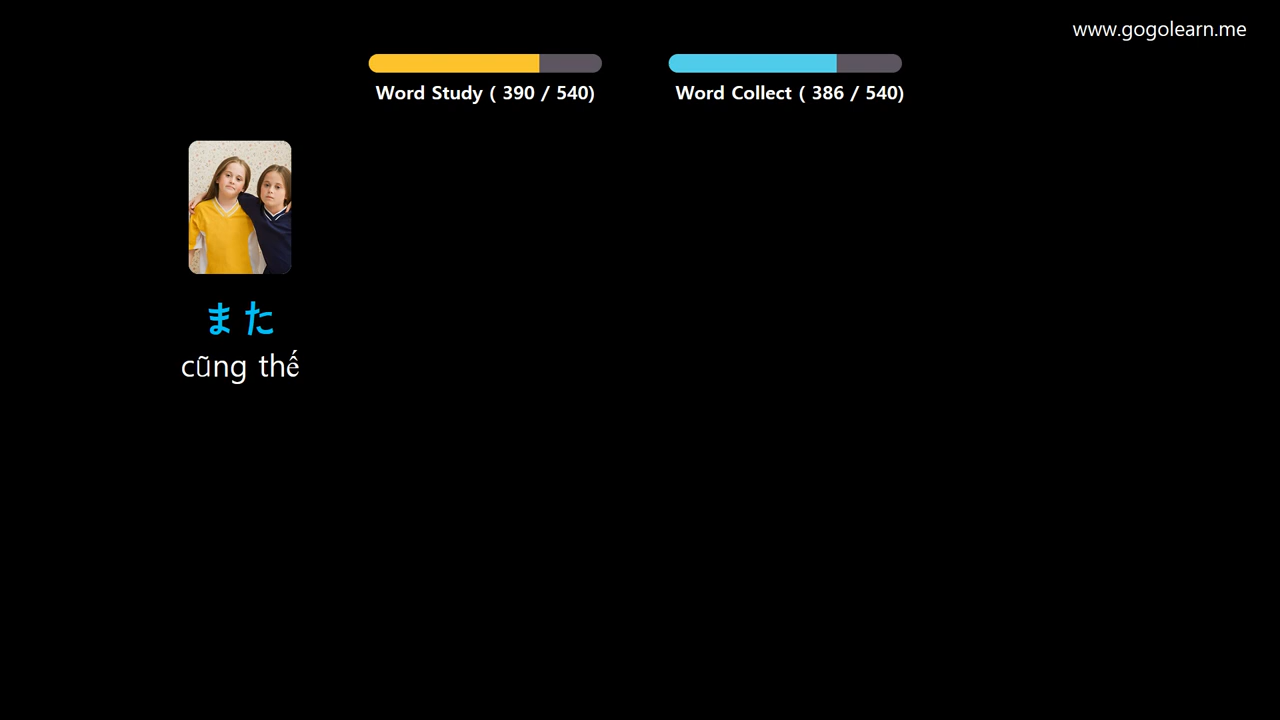 www.gogolearn.me
Word Study ( 390 / 540)
Word Collect ( 386 / 540)
また
cũng thế